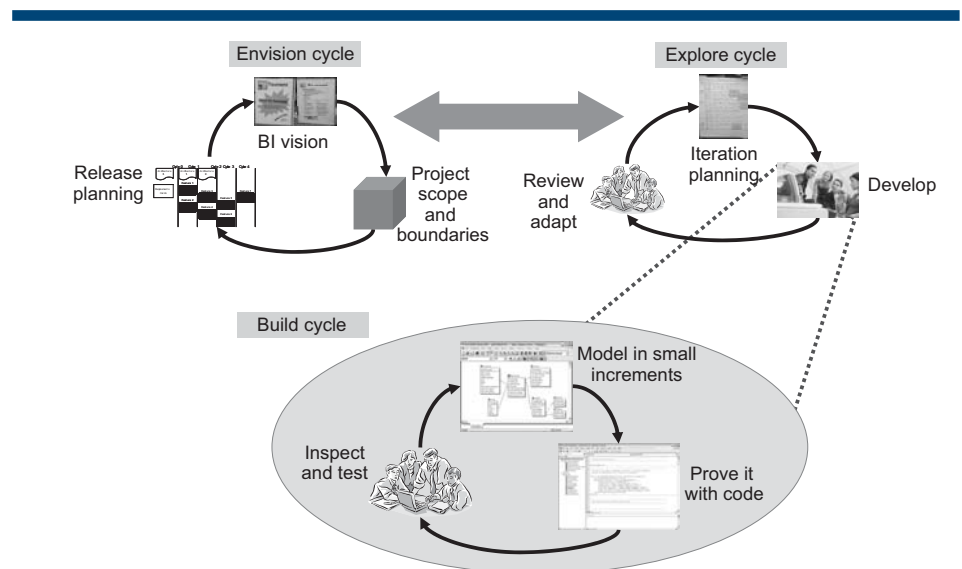 Envision cycle
Explore cycle
BI vision
Release
planning
Project
scope
and
boundaries
Iteration
planning
Review
and
adapt
Develop
Build cycle
Model in small
increments
Inspect
and test
Prove it
with code